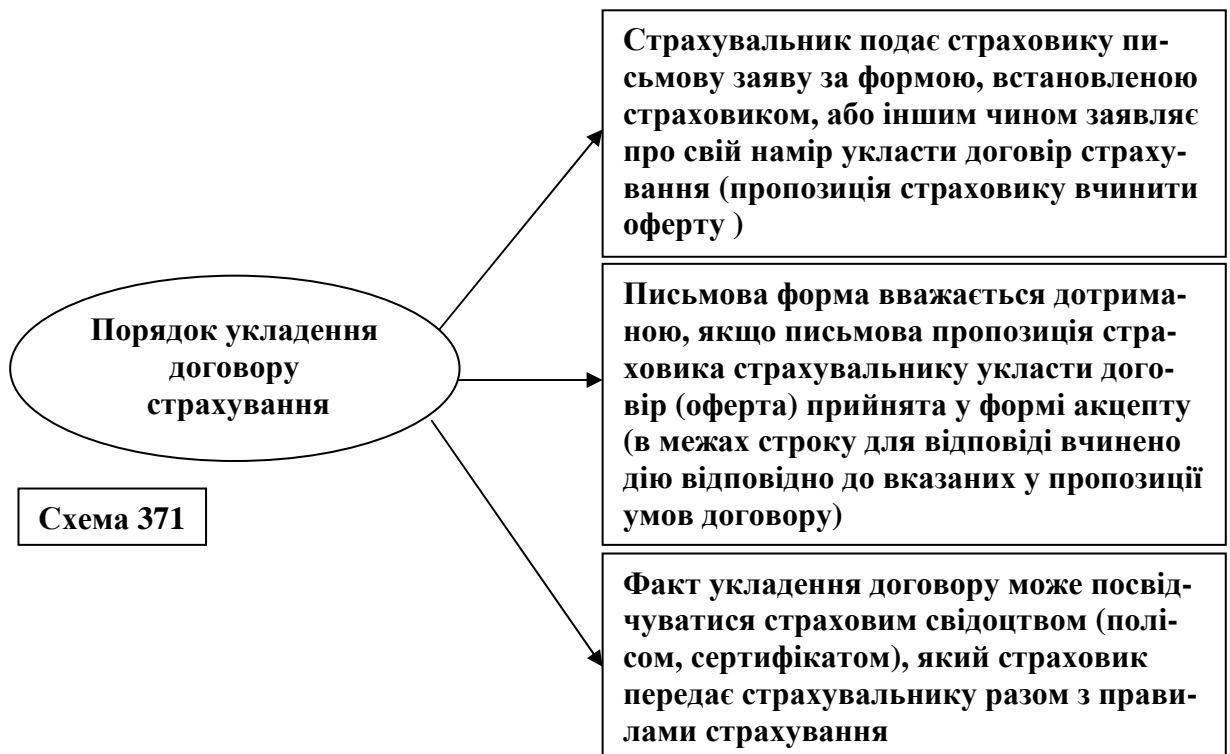 Страхувальник подає страховику пи-
сьмову заяву за формою, встановленою
страховиком, або іншим чином заявляє
про свій намір укласти договір страху-
вання (пропозиція страховику вчинити
оферту )
Порядок укладення
договору
страхування
Письмова форма вважається дотрима-
ною, якщо письмова пропозиція стра-
ховика страхувальнику укласти дого-
вір (оферта) прийнята у формі акцепту
(в межах строку для відповіді вчинено
дію відповідно до вказаних у пропозиції
умов договору)
Схема 371
Факт укладення договору може посвід-
чуватися страховим свідоцтвом (полі-
сом, сертифікатом), який страховик
передає страхувальнику разом з прави-
лами страхування